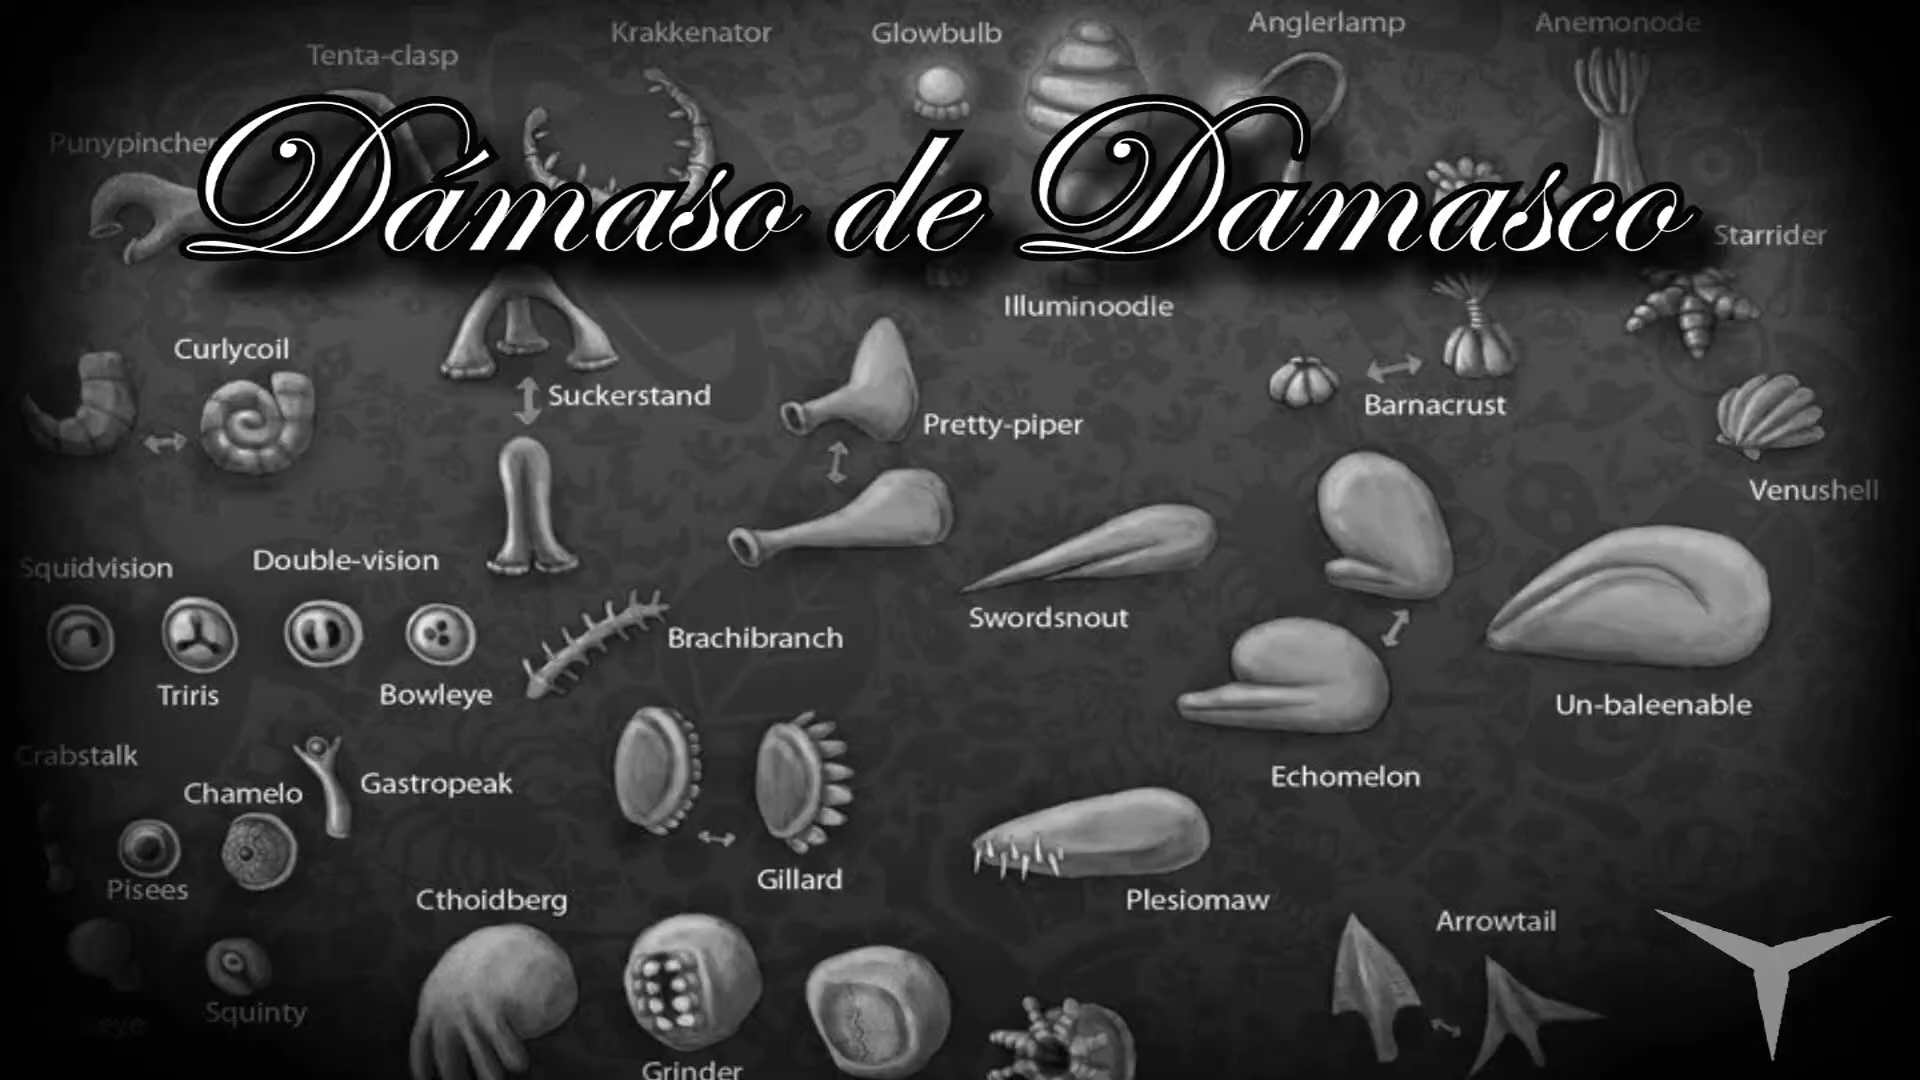 Anglerlamp
Anemonode
Krakkenator
Glowbulb
Tenta-clasp
Punypincher
Dámaso de Damasco
Starrider
Illuminoodle
Curlycoil
Suckerstand
Barnacrust
Pretty-piper
Venushell
Squidvision
Double-vision
Swordsnout
Brachibranch
Triris
Bowleye
Un-baleenable
Crabstalk
Chamelo
Gastropeak
Echomelon
Gillard
Pisees
Cthoidberg
Plesiomaw
Arrowtail
Squinty
Grinder